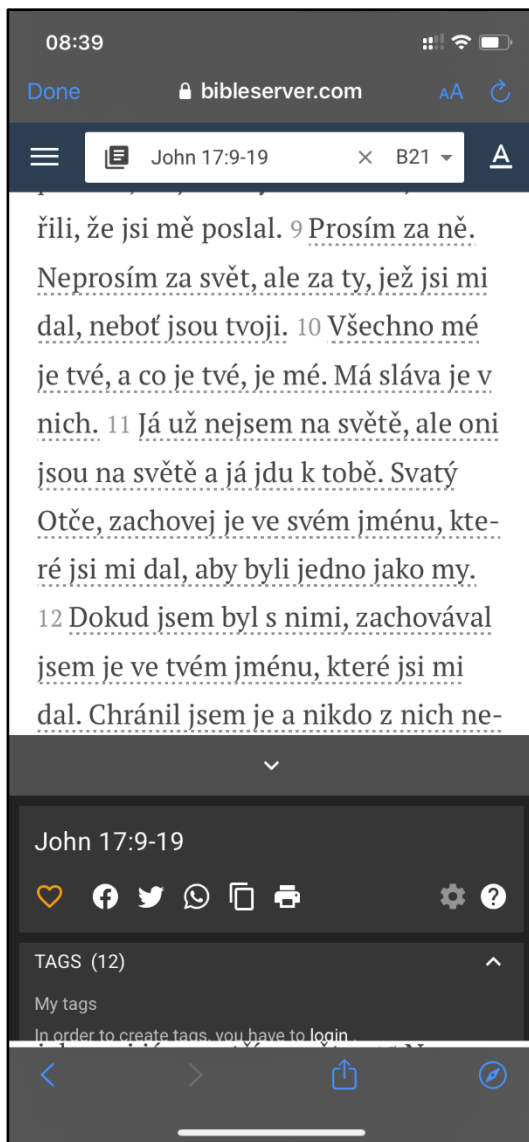 08:39
Done bibleserver.com AA
John 17:9-19 × B21 A
řili, že jsi mě poslal. 9 Prosím za ně.
Neprosím za svět, ale za ty, jež jsi mi
dal, neboť jsou tvoji. 10 Všechno mé
je tvé, a co je tvé, je mé. Má sláva je v
nich. 11 Já už nejsem na světě, ale oni
jsou na světě a já jdu k tobě. Svatý
Otče, zachovej je ve svém jménu, kte-
ré jsi mi dal, aby byli jedno jako my.
12 Dokud jsem byl s nimi, zachovával
jsem je ve tvém jménu, které jsi mi
dal. Chránil jsem je a nikdo z nich ne-
John 17:9-19
TAGS (12)
My tags
In order to create tags, you have to login .